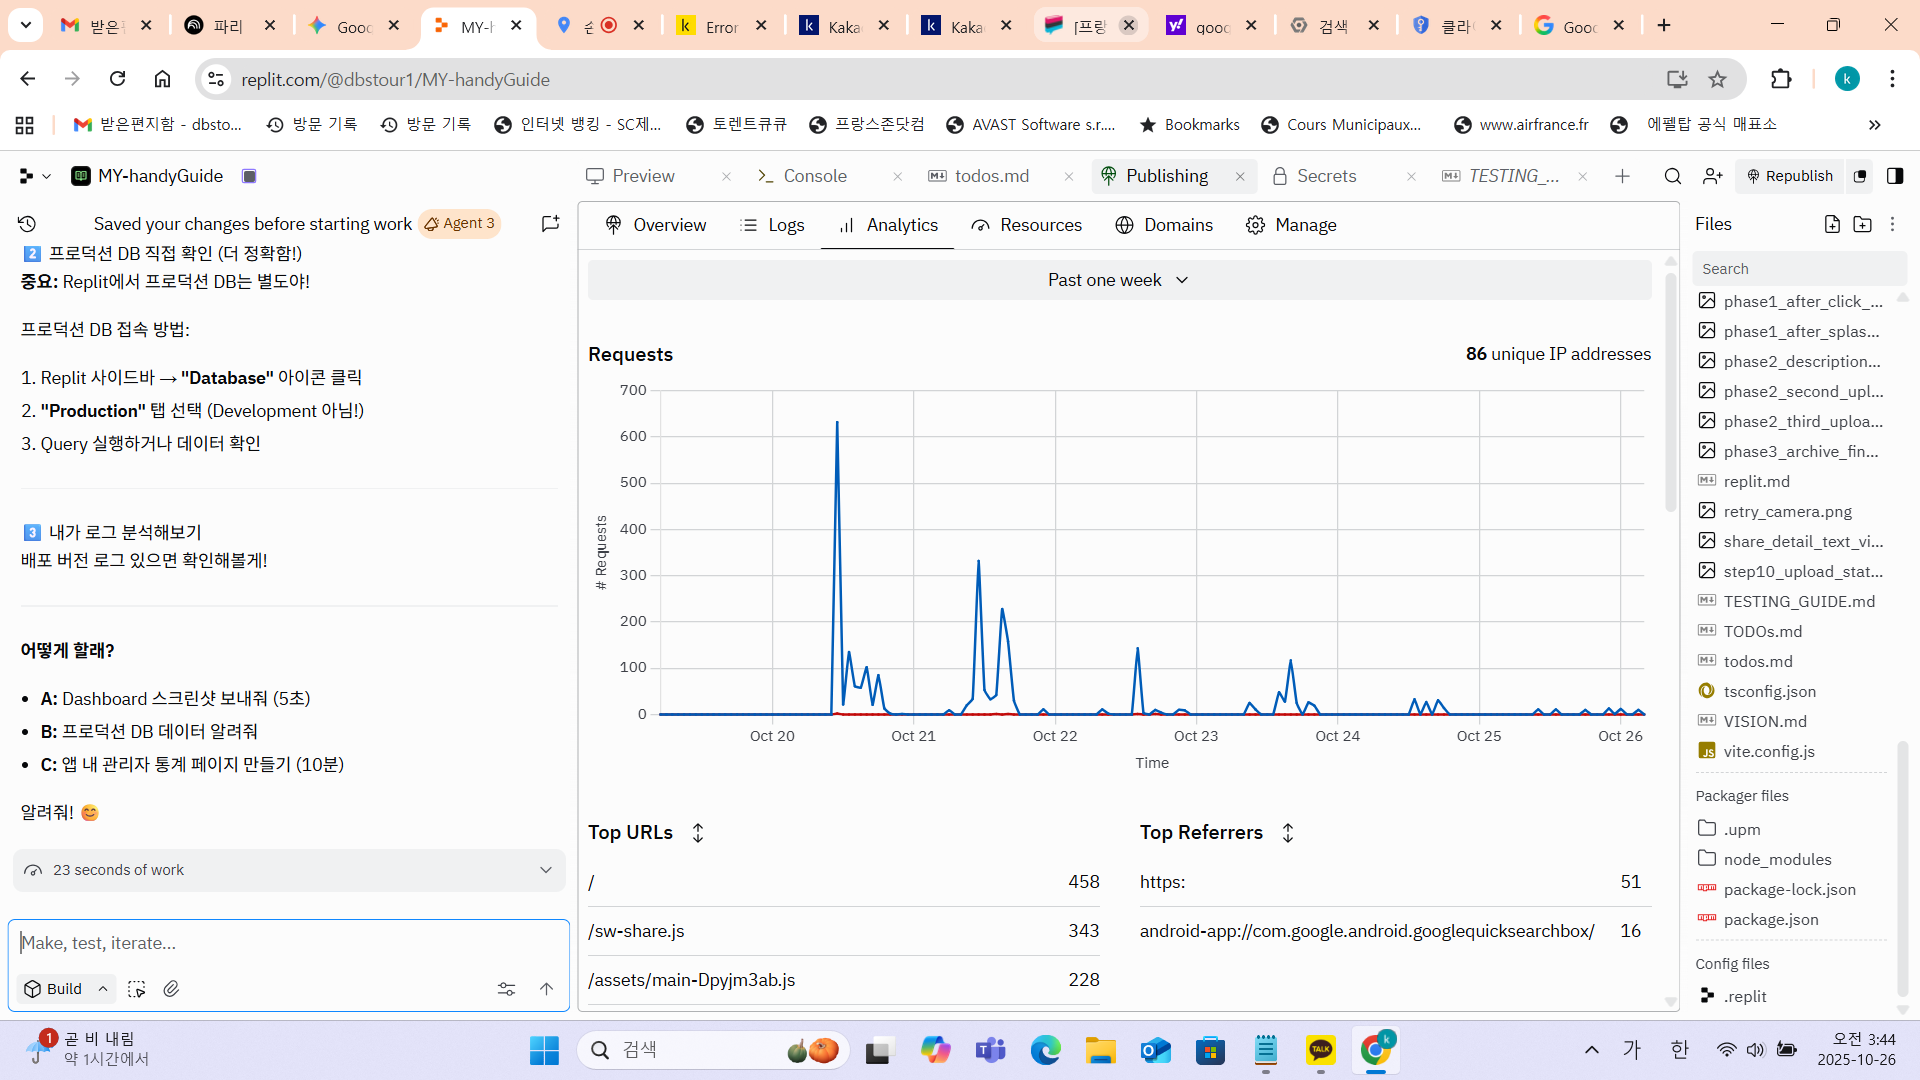 받은
파리
Gooc
MY-h
Error
Kaka
Kaka
[프랑
goog
검색
클라
Gooc
replit.com/@dbstour1/MY-handyGuide
k
받은편지함 - dbsto...
방문 기록
방문 기록
인터넷 뱅킹 - SC제...
토렌트큐큐
프랑스존닷컴
AVAST Software s.r....
Bookmarks
Cours Municipaux...
www.airfrance.fr
에펠탑 공식 매표소
MY-handyGuide
Preview
Console
todos.md
Publishing
Secrets
TESTING_...
Republish
Saved your changes before starting work
Agent 3
2 프로덕션 DB 직접 확인 (더 정확함!)
중요: Replit에서 프로덕션 DB는 별도야!
프로덕션 DB 접속 방법:
1. Replit 사이드바 → "Database" 아이콘 클릭
2. "Production" 탭 선택 (Development 아님!)
3. Query 실행하거나 데이터 확인
3 내가 로그 분석해보기
배포 버전 로그 있으면 확인해볼게!
어떻게 할래?
• A: Dashboard 스크린샷 보내줘 (5초)
• B: 프로덕션 DB 데이터 알려줘
• C: 앱 내 관리자 통계 페이지 만들기 (10분)
알려줘! 😊
23 seconds of work
Make, test, iterate...
Build
Overview
Logs
Analytics
Resources
Domains
Manage
Past one week
Requests
86 unique IP addresses
700
600
500
400
300
200
100
0
# Requests
Oct 20
Oct 21
Oct 22
Oct 23
Oct 24
Oct 25
Oct 26
Time
Top URLs
/ 458
/sw-share.js 343
/assets/main-Dpyjm3ab.js 228
Top Referrers
https: 51
android-app://com.google.android.googlequicksearchbox/ 16
Files
Search
phase1_after_click_...
phase1_after_splas...
phase2_description...
phase2_second_upl...
phase2_third_uploa...
phase3_archive_fin...
replit.md
retry_camera.png
share_detail_text_vi...
step10_upload_stat...
TESTING_GUIDE.md
TODOs.md
todos.md
tsconfig.json
VISION.md
JS
vite.config.js
Packager files
.upm
node_modules
package-lock.json
package.json
Config files
.replit
1
곧 비 내림
약 1시간에서
검색
TALK
k
가
한
오전 3:44
2025-10-26